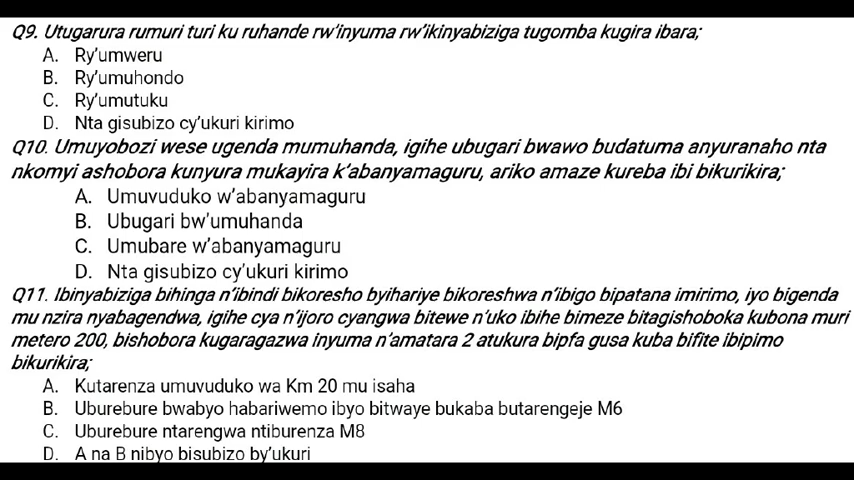 Q9. Utugarura rumuri turi ku ruhande rw'inyuma rw'ikinyabiziga tugomba kugira ibara;
A. Ry'umweru
B. Ry'umuhondo
C. Ry'umutuku
D. Nta gisubizo cy'ukuri kirimo
Q10. Umuyobozi wese ugenda mumuhanda, igihe ubugari bwawo budatuma anyuranaho nta
nkomyi ashobora kunyura mukayira k'abanyamaguru, ariko amaze kureba ibi bikurikira;
A. Umuvuduko w'abanyamaguru
B. Ubugari bw'umuhanda
C. Umubare w'abanyamaguru
D. Nta gisubizo cy'ukuri kirimo
Q11. Ibinyabiziga bihinga n'ibindi bikoresho byihariye bikoreshwa n'ibigo bipatana imirimo, iyo bigenda
mu nzira nyabagendwa, igihe cya n'ijoro cyangwa bitewe n'uko ibihe bimeze bitagishoboka kubona muri
metero 200, bishobora kugaragazwa inyuma n'amatara 2 atukura bipfa gusa kuba bifite ibipimo
bikurikira;
A. Kutarenza umuvuduko wa Km 20 mu isaha
B. Uburebure bwabyo habariwemo ibyo bitwaye bukaba butarengeje M6
C. Uburebure ntarengwa ntiburenza M8
D. A na B nibyo bisubizo by'ukuri